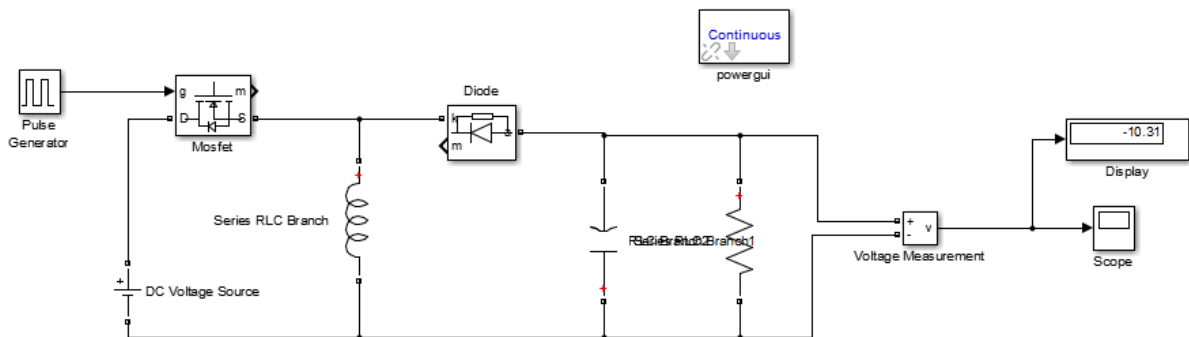 Continuous
powergui
Pulse
Generator
g
m
D
S
Mosfet
Diode
k
a
m
-10.31
Display
Series RLC Branch
+
-
v
Voltage Measurement
Scope
+
DC Voltage Source